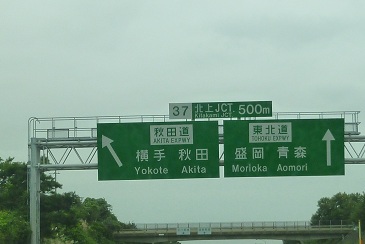 37 北上JCT. 500m
Kitakami JCT.
秋田道
AKITA EXPWY
横手 秋田
Yokote Akita
東北道
TOHOKU EXPWY
盛岡 青森
Morioka Aomori